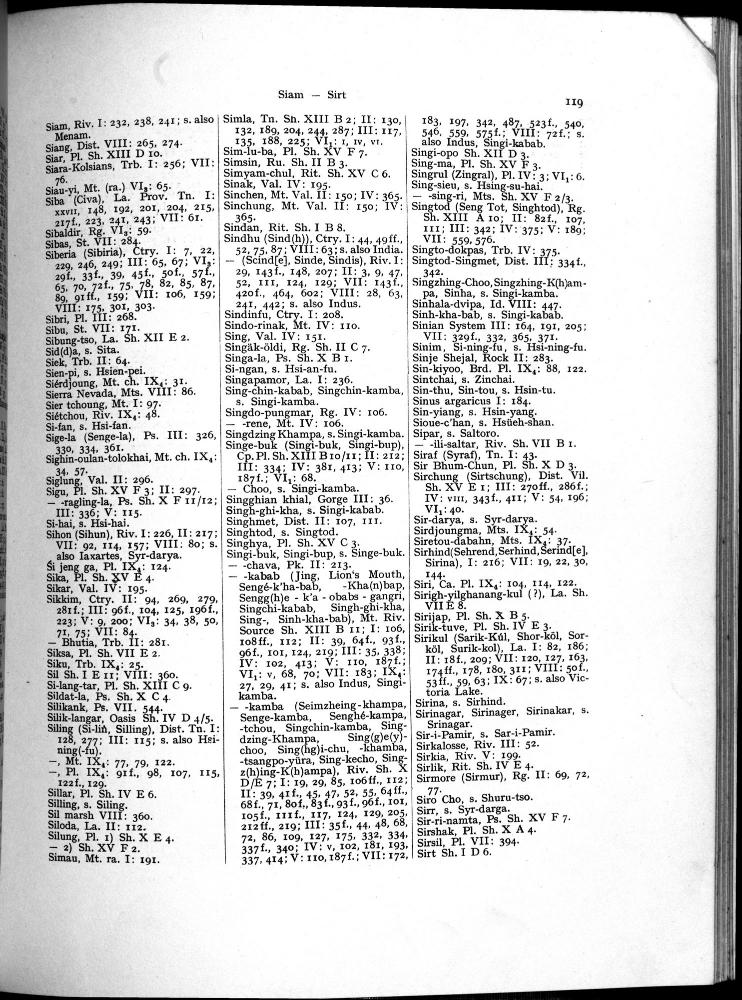 Siam — Sirt
119
Siam, Riv. I: 232, 238, 241; s. also
Menam.
Siang, Dist. VIII: 265, 274.
Siar, Pl. Sh. XIII D 10.
Siara-Kolsians, Trb. I: 256; VII:
76.
Siau-yi, Mt. (ra.) VI₂: 65.
Siba (Civa), La. Prov. Tn. I:
XXVII, 148, 192, 201, 204, 215,
217f., 223, 241, 243; VII: 61.
Sibaldir, Rg. VI₂: 59.
Sibas, St. VII: 284.
Siberia (Sibiria), Ctry. I: 7, 22,
229, 246, 249; III: 65, 67; VI₂:
29f., 33f., 39, 45f., 50f., 57f.,
65, 70, 72f., 75, 78, 82, 85, 87,
89, 91ff., 159; VII: 106, 159;
VIII: 175, 301, 303.
Sibri, Pl. III: 268.
Sibu, St. VII: 171.
Sibung-tso, La. Sh. XII E 2.
Sid(d)a, s. Sita.
Siek, Trb. II: 64.
Sien-pi, s. Hsien-pei.
Siérdjoung, Mt. ch. IX₄: 31.
Sierra Nevada, Mts. VIII: 86.
Sier tchoung, Mt. I: 97.
Siétchou, Riv. IX₄: 48.
Si-fan, s. Hsi-fan.
Sige-la (Senge-la), Ps. III: 326,
330, 334, 361.
Sighin-oulan-tolokhai, Mt. ch. IX₄:
34, 57.
Siglung, Val. II: 296.
Sigu, Pl. Sh. XV F 3; II: 297.
— -ragling-la, Ps. Sh. X F 11/12;
III: 336; V: 115.
Si-hai, s. Hsi-hai.
Sihon (Sihun), Riv. I: 226, II: 217;
VII: 92, 114, 157; VIII: 80; s.
also Iaxartes, Syr-darya.
Ṡi jeng ga, Pl. IX₄: 124.
Sika, Pl. Sh. XV E 4.
Sikar, Val. IV: 195.
Sikkim, Ctry. II: 94, 269, 279,
281f.; III: 96f., 104, 125, 196f.,
223; V: 9, 200; VI₃: 34, 38, 50,
71, 75; VII: 84.
— Bhutia, Trb. II: 281.
Siksa, Pl. Sh. VII E 2.
Siku, Trb. IX₄: 25.
Sil Sh. I E 11; VIII: 360.
Si-lang-tar, Pl. Sh. XIII C 9.
Sildat-la, Ps. Sh. X C 4.
Silikank, Ps. VII. 544.
Silik-langar, Oasis Sh. IV D 4/5.
Siling (Si-liṅ, Silling), Dist. Tn. I:
128, 277; III: 115; s. also Hsi-
ning(-fu).
—, Mt. IX₄: 77, 79, 122.
—, Pl. IX₄: 91f., 98, 107, 115,
122f., 129.
Sillar, Pl. Sh. IV E 6.
Silling, s. Siling.
Sil marsh VIII: 360.
Siloda, La. II: 112.
Silung, Pl. 1) Sh. X E 4.
— 2) Sh. XV F 2.
Simau, Mt. ra. I: 191.
Simla, Tn. Sh. XIII B 2; II: 130,
132, 189, 204, 244, 287; III: 117,
135, 188, 225; VI₁: I, IV, VI.
Sim-lu-ba, Pl. Sh. XV F 7.
Simsin, Ru. Sh. II B 3.
Simyam-chul, Rit. Sh. XV C 6.
Sinak, Val. IV: 195.
Sinchen, Mt. Val. II: 150; IV: 365.
Sinchung, Mt. Val. II: 150; IV:
365.
Sindan, Rit. Sh. I B 8.
Sindhu (Sind(h)), Ctry. I: 44, 49ff.,
52, 75, 87; VIII: 63; s. also India.
— (Scind[e], Sinde, Sindis), Riv. I:
29, 143f., 148, 207; II: 3, 9, 47,
52, 111, 124, 129; VII: 143f.,
420f., 464, 602; VIII: 28, 63,
241, 442; s. also Indus.
Sindinfu, Ctry. I: 208.
Sindo-rinak, Mt. IV: 110.
Sing, Val. IV: 151.
Singäk-öldi, Rg. Sh. II C 7.
Singa-la, Ps. Sh. X B 1.
Si-ngan, s. Hsi-an-fu.
Singapamor, La. I: 236.
Sing-chin-kabab, Singchin-kamba,
s. Singi-kamba.
Singdo-pungmar, Rg. IV: 106.
— -rene, Mt. IV: 106.
Singdzing Khampa, s. Singi-kamba.
Singe-buk (Singi-buk, Singi-bup),
Cp. Pl. Sh. XIII B 10/11; II: 212;
III: 334; IV: 381, 413; V: 110,
187f.; VI₁: 68.
— Choo, s. Singi-kamba.
Singghian khial, Gorge III: 36.
Singh-ghi-kha, s. Singi-kabab.
Singhmet, Dist. II: 107, 111.
Singhtod, s. Singtod.
Singhya, Pl. Sh. XV C 3.
Singi-buk, Singi-bup, s. Singe-buk.
— -chava, Pk. II: 213.
— -kabab (Jing, Lion's Mouth,
Sengé-k'ha-bab, -Kha(n)bap,
Sengg(h)e - k'a - obabs - gangri,
Singchi-kabab, Singh-ghi-kha,
Sing-, Sinh-kha-bab), Mt. Riv.
Source Sh. XIII B 11; I: 106,
108ff., 112; II: 39, 64f., 93f.,
96f., 101, 124, 219; III: 35, 338;
IV: 102, 413; V: 110, 187f.;
VI₁: V, 68, 70; VII: 183; IX₄:
27, 29, 41; s. also Indus, Singi-
kamba.
— -kamba (Seimzheing-khampa,
Senge-kamba, Senghé-kampa,
-tchou, Singchin-kamba, Sing-
dzing-Khampa, Sing(g)e(y)-
choo, Sing(hg)i-chu, -khamba,
-tsangpo-yüra, Sing-kecho, Sing-
z(h)ing-K(h)ampa), Riv. Sh. X
D/E 7; I: 19, 29, 85, 106ff., 112;
II: 39, 41f., 45, 47, 52, 55, 64ff.,
68f., 71, 80f., 83f., 93f., 96f., 101,
105f., 111f., 117, 124, 129, 205,
212ff., 219; III: 35f., 44, 48, 68,
72, 86, 109, 127, 175, 332, 334,
337f., 340; IV: V, 102, 181, 193,
337, 414; V: 110, 187f.; VII: 172,
183, 197, 342, 487, 523f., 540,
546, 559, 575f.; VIII: 72f.; s.
also Indus, Singi-kabab.
Singi-opo Sh. XII D 3.
Sing-ma, Pl. Sh. XV F 3.
Singrul (Zingral), Pl. IV: 3; VI₁: 6.
Sing-sieu, s. Hsing-su-hai.
— -sing-ri, Mts. Sh. XV F 2/3.
Singtod (Seng Tot, Singhtod), Rg.
Sh. XIII A 10; II: 82f., 107,
111; III: 342; IV: 375; V: 189;
VII: 559, 576.
Singto-dokpas, Trb. IV: 375.
Singtod-Singmet, Dist. III: 334f.,
342.
Singzhing-Choo, Singzhing-K(h)am-
pa, Sinha, s. Singi-kamba.
Sinhala-dvipa, Id. VIII: 447.
Sinh-kha-bab, s. Singi-kabab.
Sinian System III: 164, 191, 205;
VII: 329f., 332, 365, 371.
Sinim, Si-ning-fu, s. Hsi-ning-fu.
Sinje Shejal, Rock II: 283.
Sin-kiyoo, Brd. Pl. IX₄: 88, 122.
Sintchai, s. Zinchai.
Sin-thu, Sin-tou, s. Hsin-tu.
Sinus argaricus I: 184.
Sin-yiang, s. Hsin-yang.
Sioue-c'han, s. Hsüeh-shan.
Sipar, s. Saltoro.
— -ili-saltar, Riv. Sh. VII B 1.
Siraf (Syraf), Tn. I: 43.
Sir Bhum-Chun, Pl. Sh. X D 3.
Sirchung (Sirtschung), Dist. Vil.
Sh. XV E 1; III: 270ff., 286f.;
IV: VIII, 343f., 411; V: 54, 196;
VI₁: 40.
Sir-darya, s. Syr-darya.
Sirdjoungma, Mts. IX₄: 54.
Siretou-dabahn, Mts. IX₄: 37.
Sirhind(Sehrend,Serhind,Serind[e],
Sirina), I: 216; VII: 19, 22, 30,
144.
Siri, Ca. Pl. IX₄: 104, 114, 122.
Sirigh-yilghanang-kul (?), La. Sh.
VII E 8.
Sirijap, Pl. Sh. X B 5.
Sirik-tuve, Pl. Sh. IV E 3.
Sirikul (Sarik-Kúl, Shor-köl, Sor-
köl, Surik-kol), La. I: 82, 186;
II: 18f., 209; VII: 120, 127, 163,
174ff., 178, 180, 311; VIII: 50f.,
53ff., 59, 63; IX: 67; s. also Vic-
toria Lake.
Sirina, s. Sirhind.
Sirinagar, Sirinager, Sirinakar, s.
Srinagar.
Sir-i-Pamir, s. Sar-i-Pamir.
Sirkalosse, Riv. III: 52.
Sirkia, Riv. V: 199.
Sirlik, Rit. Sh. IV E 4.
Sirmore (Sirmur), Rg. II: 69, 72,
77.
Siro Cho, s. Shuru-tso.
Sirr, s. Syr-darga.
Sir-ri-namta, Ps. Sh. XV F 7.
Sirshak, Pl. Sh. X A 4.
Sirsil, Pl. VII: 394.
Sirt Sh. I D 6.